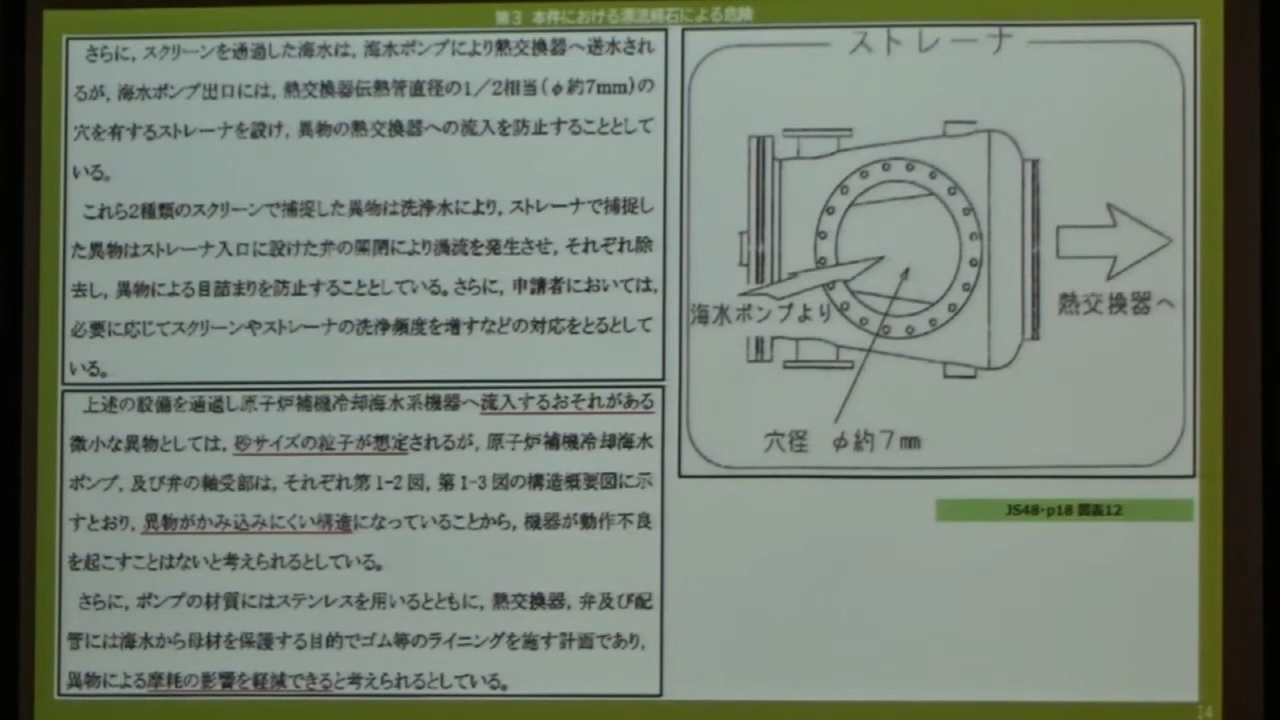 第3 本件における漂流軽石による危険
さらに，スクリーンを通過した海水は，海水ポンプにより熱交換器へ送水され
るが，海水ポンプ出口には，熱交換器伝熱管直径の1／2相当（φ約7mm）の
穴を有するストレーナを設け，異物の熱交換器への流入を防止することとして
いる。
これら2種類のスクリーンで捕捉した異物は洗浄水により，ストレーナで捕捉し
た異物はストレーナ入口に設けた弁の開閉により渦流を発生させ，それぞれ除
去し，異物による目詰まりを防止することとしている。さらに，申請者においては，
必要に応じてスクリーンやストレーナの洗浄頻度を増すなどの対応をとるとして
いる。
上述の設備を通過し原子炉補機冷却海水系機器へ流入するおそれがある
微小な異物としては，砂サイズの粒子が想定されるが，原子炉補機冷却海水
ポンプ，及び弁の軸受部は，それぞれ第1-2図，第1-3図の構造概要図に示
すとおり，異物がかみ込みにくい構造になっていることから，機器が動作不良
を起こすことはないと考えられるとしている。
さらに，ポンプの材質にはステンレスを用いるとともに，熱交換器，弁及び配
管には海水から母材を保護する目的でゴム等のライニングを施す計画であり，
異物による摩耗の影響を軽減できると考えられるとしている。
ストレーナ
海水ポンプより
熱交換器へ
穴径 φ約7mm
JS48・p18 図表12
14